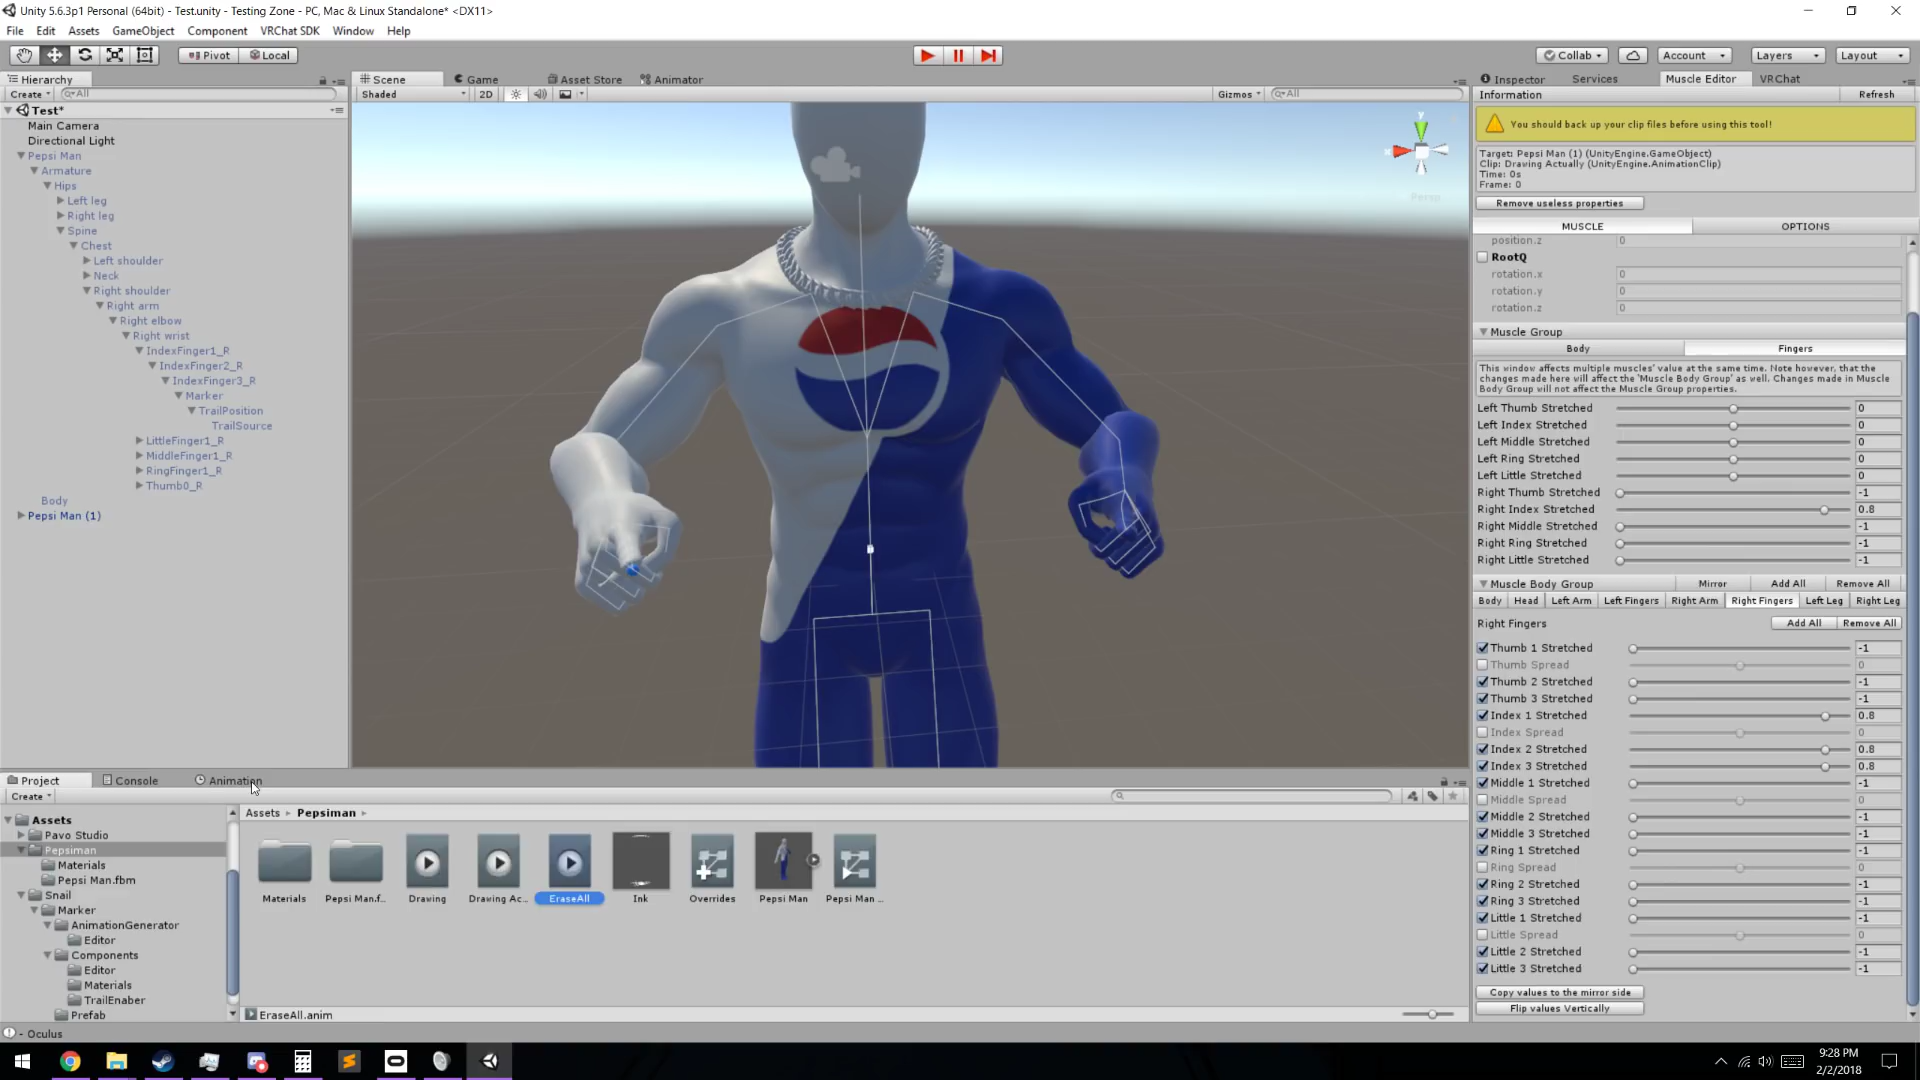 Unity 5.6.3p1 Personal (64bit) - Test.unity - Testing Zone - PC, Mac & Linux Standalone* <DX11>
File Edit Assets GameObject Component VRChat SDK Window Help
Pivot Local Collab Account Layers Layout
Hierarchy Scene Game Asset Store Animator Inspector Services Muscle Editor VRChat
Create All Shaded 2D Gizmos All Information Refresh
Test*
Main Camera
Directional Light
Pepsi Man
Armature
Hips
Left leg
Right leg
Spine
Chest
Left shoulder
Neck
Right shoulder
Right arm
Right elbow
Right wrist
IndexFinger1_R
IndexFinger2_R
IndexFinger3_R
Marker
TrailPosition
TrailSource
LittleFinger1_R
MiddleFinger1_R
RingFinger1_R
Thumb0_R
Body
Pepsi Man (1)
y
Persp
You should back up your clip files before using this tool!
Target: Pepsi Man (1) (UnityEngine.GameObject)
Clip: Drawing Actually (UnityEngine.AnimationClip)
Time: 0s
Frame: 0
Remove useless properties
MUSCLE OPTIONS
position.z 0
RootQ
rotation.x 0
rotation.y 0
rotation.z 0
Muscle Group
Body Fingers
This window affects multiple muscles' value at the same time. Note however, that the
changes made here will affect the 'Muscle Body Group' as well. Changes made in Muscle
Body Group will not affect the Muscle Group properties.
Left Thumb Stretched 0
Left Index Stretched 0
Left Middle Stretched 0
Left Ring Stretched 0
Left Little Stretched 0
Right Thumb Stretched -1
Right Index Stretched 0.8
Right Middle Stretched -1
Right Ring Stretched -1
Right Little Stretched -1
Muscle Body Group Mirror Add All Remove All
Body Head Left Arm Left Fingers Right Arm Right Fingers Left Leg Right Leg
Right Fingers Add All Remove All
Thumb 1 Stretched -1
Thumb Spread 0
Thumb 2 Stretched -1
Thumb 3 Stretched -1
Index 1 Stretched 0.8
Index Spread 0
Index 2 Stretched 0.8
Index 3 Stretched 0.8
Middle 1 Stretched -1
Middle Spread 0
Middle 2 Stretched -1
Middle 3 Stretched -1
Ring 1 Stretched -1
Ring Spread 0
Ring 2 Stretched -1
Ring 3 Stretched -1
Little 1 Stretched -1
Little Spread 0
Little 2 Stretched -1
Little 3 Stretched -1
Copy values to the mirror side
Flip values Vertically
Project Console Animation
Create
Assets
Pavo Studio
Pepsiman
Materials
Pepsi Man.fbm
Snail
Marker
AnimationGenerator
Editor
Components
Editor
Materials
TrailEnaber
Prefab
Assets Pepsiman
Materials Pepsi Man.f... Drawing Drawing Ac... EraseAll Ink Overrides Pepsi Man Pepsi Man ...
EraseAll.anim
- Oculus
9:28 PM
2/2/2018